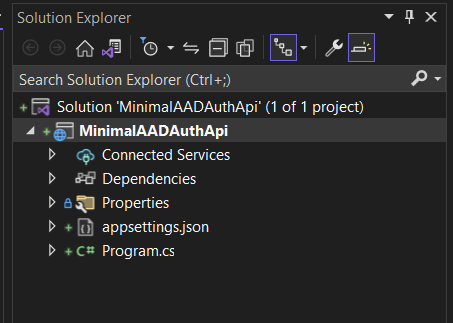 Solution Explorer
Search Solution Explorer (Ctrl+;)
Solution 'MinimalAADAuthApi' (1 of 1 project)
MinimalAADAuthApi
Connected Services
Dependencies
Properties
appsettings.json
C# Program.cs